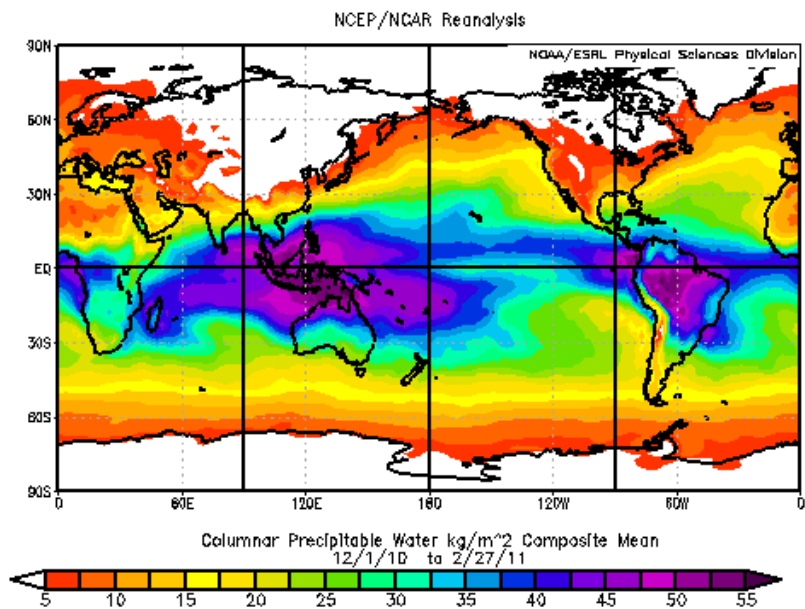 NCEP/NCAR Reanalysis
NOAA/ESRL Physical Sciences Division
90N
60N
30N
EQ
30S
60S
90S
0 60E 120E 180 120W 60W 0
Columnar Precipitable Water kg/m^2 Composite Mean
12/1/10 to 2/27/11
5 10 15 20 25 30 35 40 45 50 55